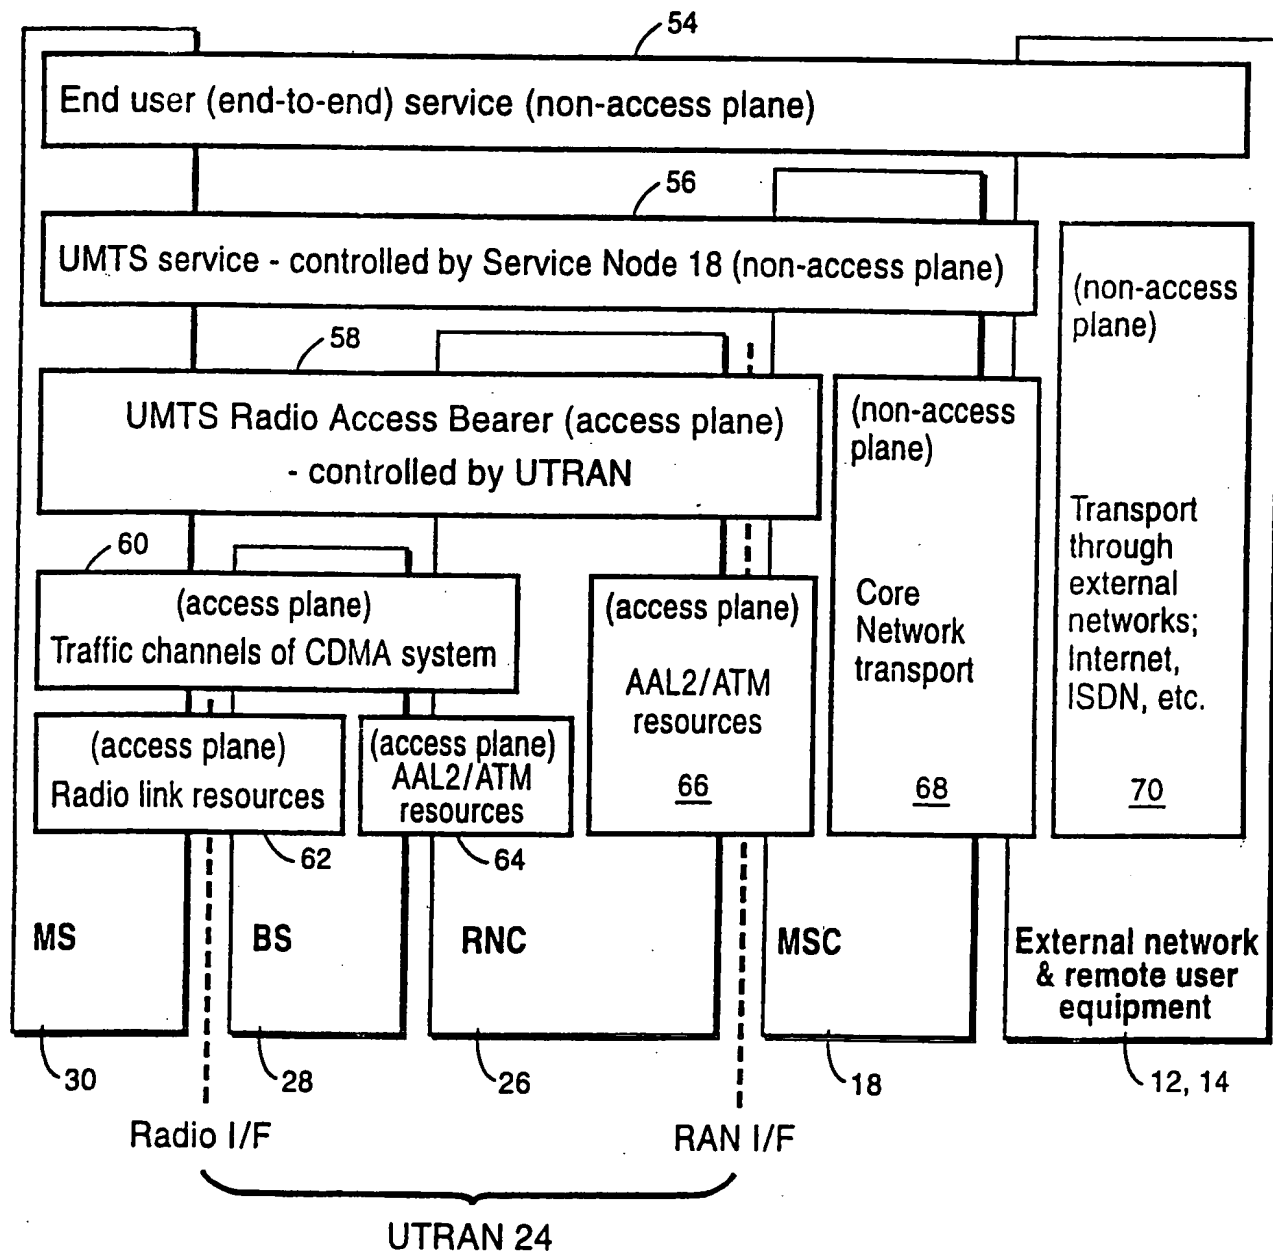 54
End user (end-to-end) service (non-access plane)
56
UMTS service - controlled by Service Node 18 (non-access plane)
(non-access
plane)
Transport
through
external
networks;
Internet,
ISDN, etc.
70
58
UMTS Radio Access Bearer (access plane)
- controlled by UTRAN
(non-access
plane)
Core
Network
transport
68
60
(access plane)
Traffic channels of CDMA system
(access plane)
AAL2/ATM
resources
66
(access plane)
Radio link resources
62
(access plane)
AAL2/ATM
resources
64
MS
BS
RNC
MSC
External network
& remote user
equipment
30
28
26
18
12, 14
Radio I/F
RAN I/F
UTRAN 24